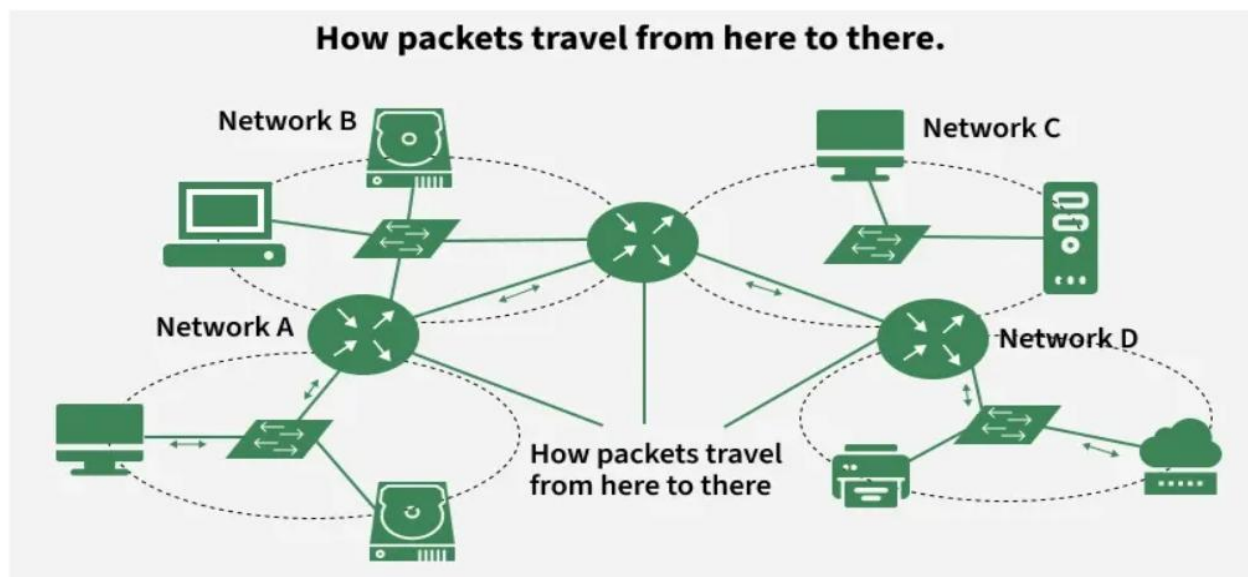 How packets travel from here to there.
Network B
Network C
Network A
Network D
How packets travel
from here to there